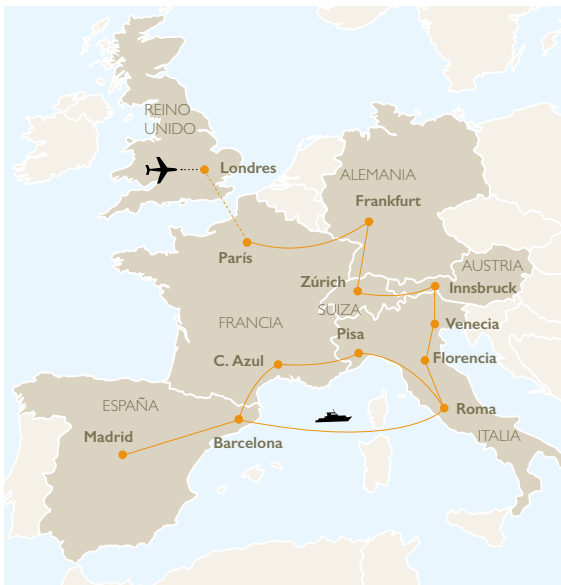 REINO
UNIDO
Londres
ALEMANIA
Frankfurt
París
AUSTRIA
Zúrich
Innsbruck
SUIZA
FRANCIA
Venecia
Pisa
C. Azul
Florencia
ESPAÑA
Roma
Madrid
Barcelona
ITALIA